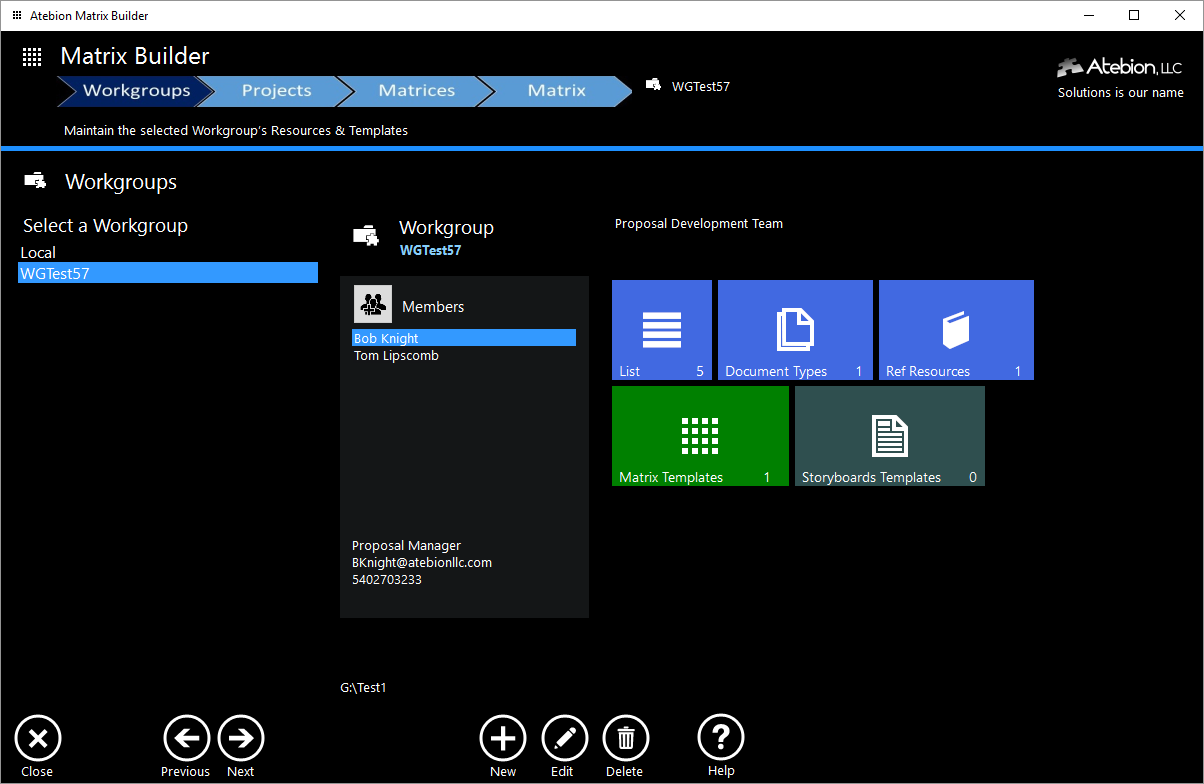 Atebion Matrix Builder
Matrix Builder
Workgroups Projects Matrices Matrix
WGTest57
Atebion, LLC
Solutions is our name
Maintain the selected Workgroup's Resources & Templates
Workgroups
Select a Workgroup
Local
WGTest57
Workgroup
WGTest57
Members
Bob Knight
Tom Lipscomb
Proposal Manager
BKnight@atebionllc.com
5402703233
G:\Test1
Proposal Development Team
List 5
Document Types 1
Ref Resources 1
Matrix Templates 1
Storyboards Templates 0
Close
Previous
Next
New
Edit
Delete
?
Help